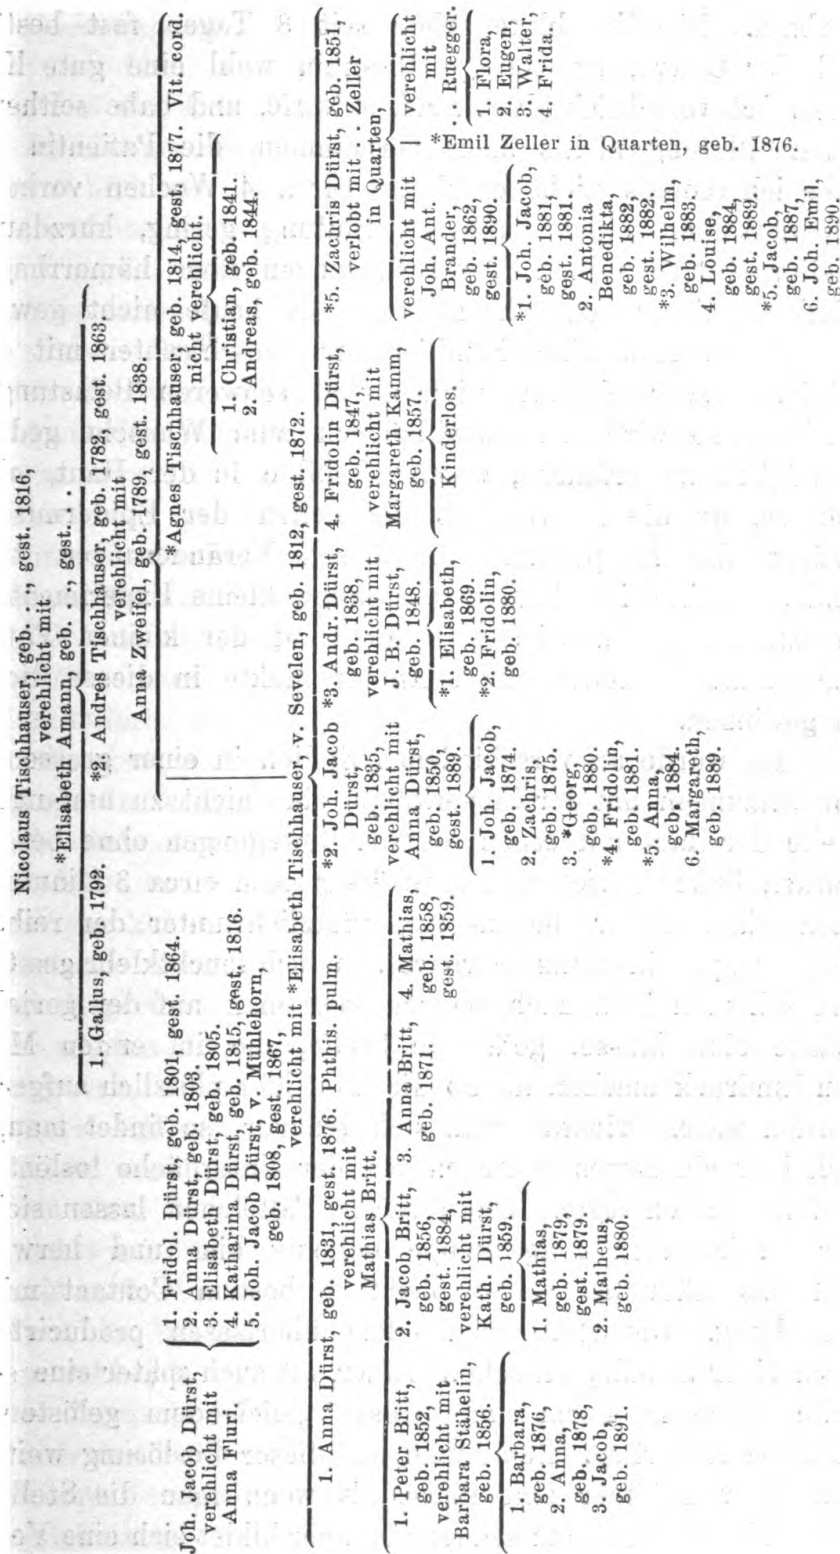 Nicolaus Tischhauser, geb. ?, gest. 1816,
verehlicht mit
*Elisabeth Amann, geb. ?, gest. ?
1. Gallus, geb. 1792.
*2. Andreas Tischhauser, geb. 1789, gest. 1863,
verehlicht mit
Anna Zweifel, geb. 1789, gest. 1838.
*Agnes Tischhauser, geb. 1814, gest. 1877. Vit. cord.
nicht verehlicht.
1. Christian, geb. 1841.
2. Andreas, geb. 1844.
Joh. Jacob Dürst,
verehlicht mit
Anna Fluri.
1. Fridol. Dürst, geb. 1801, gest. 1864.
2. Anna Dürst, geb. 1803.
3. Elisabeth Dürst, geb. 1805.
4. Katharina Dürst, geb. 1815, gest. 1816.
5. Joh. Jacob Dürst, v. Mühlehorn,
geb. 1808, gest. 1867.
verehlicht mit *Elisabeth Tischhauser, v. Sevelen, geb. 1812, gest. 1872.
1. Anna Dürst, geb. 1831, gest. 1876. Phthis. pulm.
verehlicht mit
Mathias Britt.
1. Peter Britt,
geb. 1852,
verehlicht mit
Barbara Stähelin,
geb. 1856.
1. Barbara,
geb. 1876,
2. Anna,
geb. 1878,
3. Jacob,
geb. 1891.
2. Jacob Britt,
geb. 1856,
gest. 1884,
verehlicht mit
Kath. Dürst,
geb. 1859.
1. Mathias,
geb. 1879,
gest. 1879.
2. Matheus,
geb. 1880.
3. Anna Britt,
geb. 1871.
4. Mathias,
geb. 1858,
gest. 1859.
*2. Joh. Jacob
Dürst,
geb. 1835,
verehlicht mit
Anna Dürst,
geb. 1850,
gest. 1889.
1. Joh. Jacob,
geb. 1874.
2. Zachris,
geb. 1875.
3. *Georg,
geb. 1880.
*4. Fridolin,
geb. 1881.
*5. Anna,
geb. 1884.
6. Margareth.
geb. 1889.
*3. Andr. Dürst
geb. 1838,
verehlicht mit
J. B. Dürst,
geb. 1848.
*1. Elisabeth,
geb. 1869.
*2. Fridolin,
geb. 1880,
4. Fridolin Dürst,
geb. 1847,
verehlicht mit
Margareth Kamm,
geb. 1857.
Kinderlos.
*5. Zachris Dürst, geb. 1851,
verlobt mit . . Zeller
in Quarten,
verehlicht mit
Joh. Ant.
Brander,
geb. 1862,
gest. 1890.
*1. Joh. Jacob,
geb. 1881,
gest. 1881.
2. Antonia
Benedikta,
geb. 1882,
gest. 1882.
*3. Wilhelm,
geb. 1883.
4. Louise,
geb. 1884,
gest. 1889.
*5. Jacob,
geb. 1887,
6. Joh. Emil,
geb. 1890.
verehlicht
mit
. . Ruegger.
1. Flora,
2. Eugen,
3. Walter,
4. Frida.
*Emil Zeller in Quarten, geb. 1876.